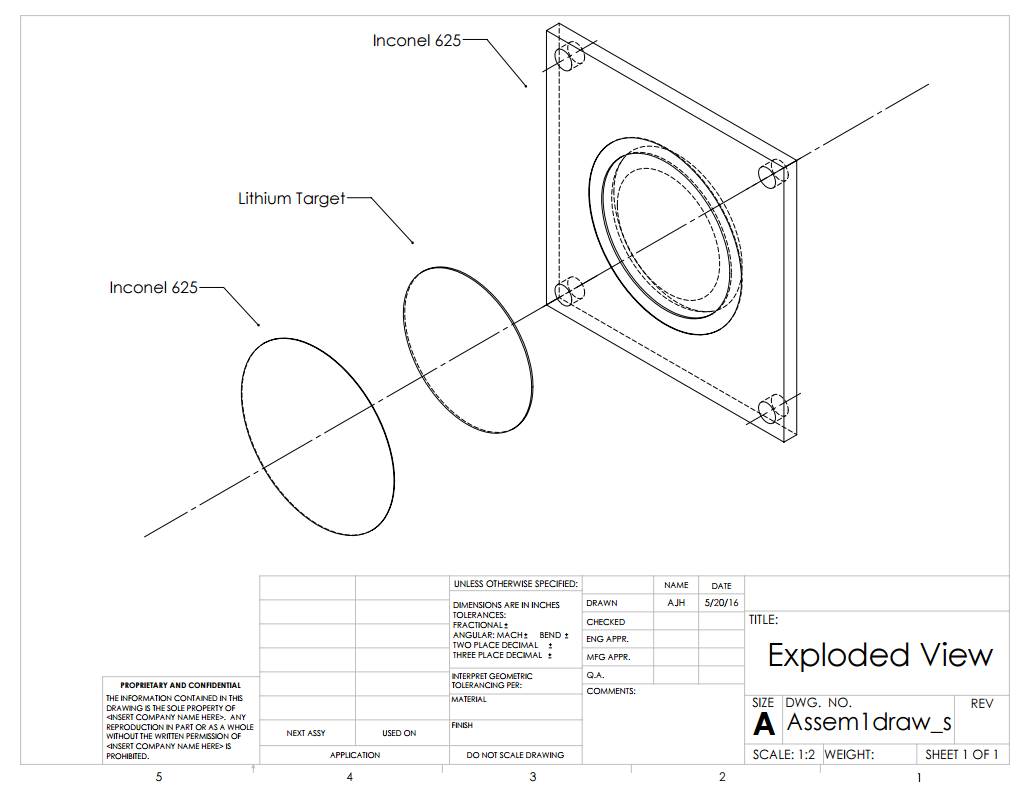 Inconel 625
Lithium Target
Inconel 625
UNLESS OTHERWISE SPECIFIED:
DIMENSIONS ARE IN INCHES
TOLERANCES:
FRACTIONAL ±
ANGULAR: MACH ± BEND ±
TWO PLACE DECIMAL ±
THREE PLACE DECIMAL ±
INTERPRET GEOMETRIC
TOLERANCING PER:
MATERIAL
FINISH
DO NOT SCALE DRAWING
NAME DATE
DRAWN AJH 5/20/16
CHECKED
ENG APPR.
MFG APPR.
Q.A.
COMMENTS:
TITLE:
Exploded View
SIZE DWG. NO. REV
A Assem1draw_s
SCALE: 1:2 WEIGHT: SHEET 1 OF 1
PROPRIETARY AND CONFIDENTIAL
THE INFORMATION CONTAINED IN THIS
DRAWING IS THE SOLE PROPERTY OF
<INSERT COMPANY NAME HERE>. ANY
REPRODUCTION IN PART OR AS A WHOLE
WITHOUT THE WRITTEN PERMISSION OF
<INSERT COMPANY NAME HERE> IS
PROHIBITED.
NEXT ASSY USED ON
APPLICATION
5 4 3 2 1